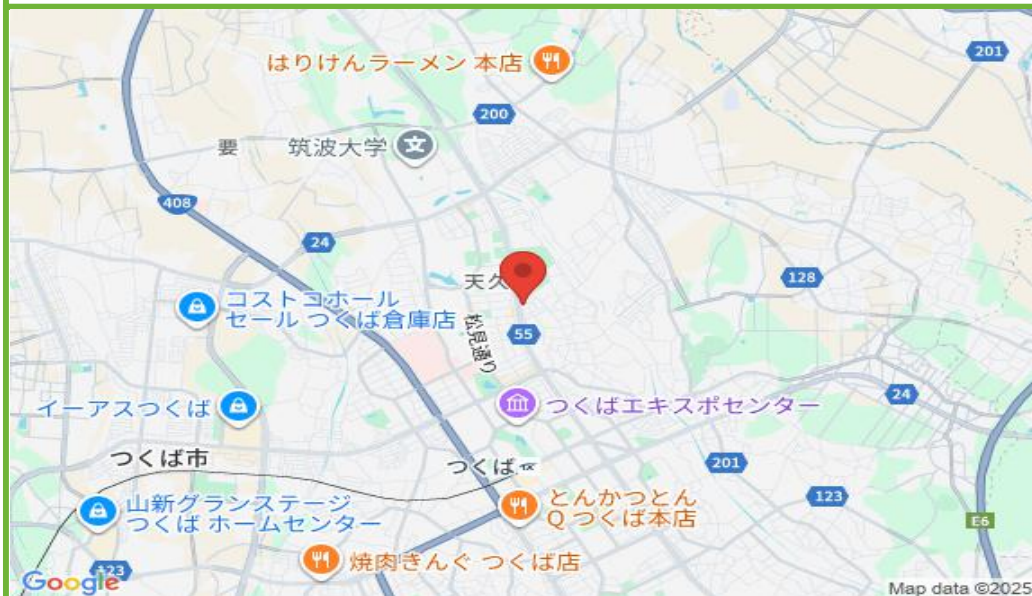 はりけんラーメン 本店
201
200
要
筑波大学
408
24
128
天久
コストコホール
セール つくば倉庫店
55
松見通り
イーアスつくば
つくばエキスポセンター
24
つくば市
つくば
201
山新グランステージ
つくば ホームセンター
とんかつとん
Q つくば本店
123
E6
焼肉きんぐ つくば店
123
Google
Map data ©2025